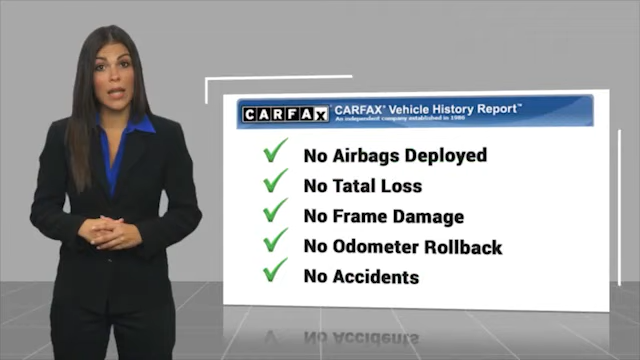 CARFAX CARFAX® Vehicle History Report™
An independent company established in 1986
No Airbags Deployed
No Tatal Loss
No Frame Damage
No Odometer Rollback
No Accidents